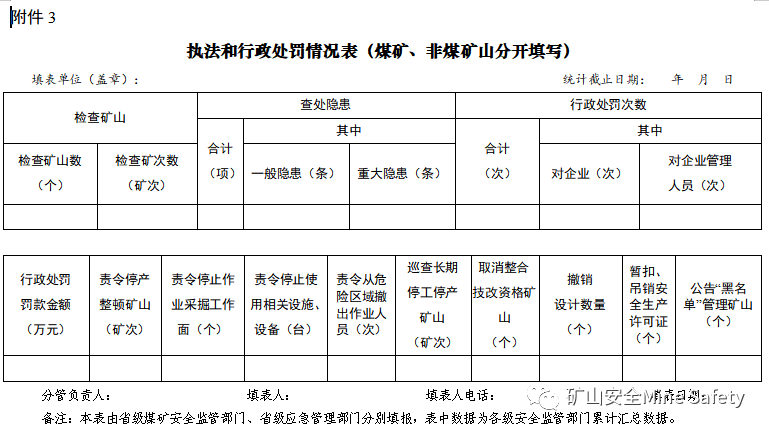 附件 3
执法和行政处罚情况表（煤矿、非煤矿山分开填写）
填表单位（盖章）： 统计截止日期： 年 月 日
检查矿山 查处隐患 行政处罚次数
合计（项） 其中 合计（次） 其中
检查矿山数（个） 检查矿次数（矿次） 一般隐患（条） 重大隐患（条） 对企业（次） 对企业管理人员（次）
行政处罚罚款金额（万元） 责令停产整顿矿山（矿次） 责令停止作业采掘工作面（个） 责令停止使用相关设施、设备（台） 责令从危险区域撤出作业人员（次） 巡查长期停工停产矿山（矿次） 取消整合技改资格矿山（个） 撤销设计数量（个） 暂扣、吊销安全生产许可证（个） 公告“黑名单”管理矿山（个）
分管负责人： 填表人： 填表人电话： 填表日期：
矿山安全Mine Safety
备注：本表由省级煤矿安全监管部门、省级应急管理部门分别填报，表中数据为各级安全监管部门累计汇总数据。